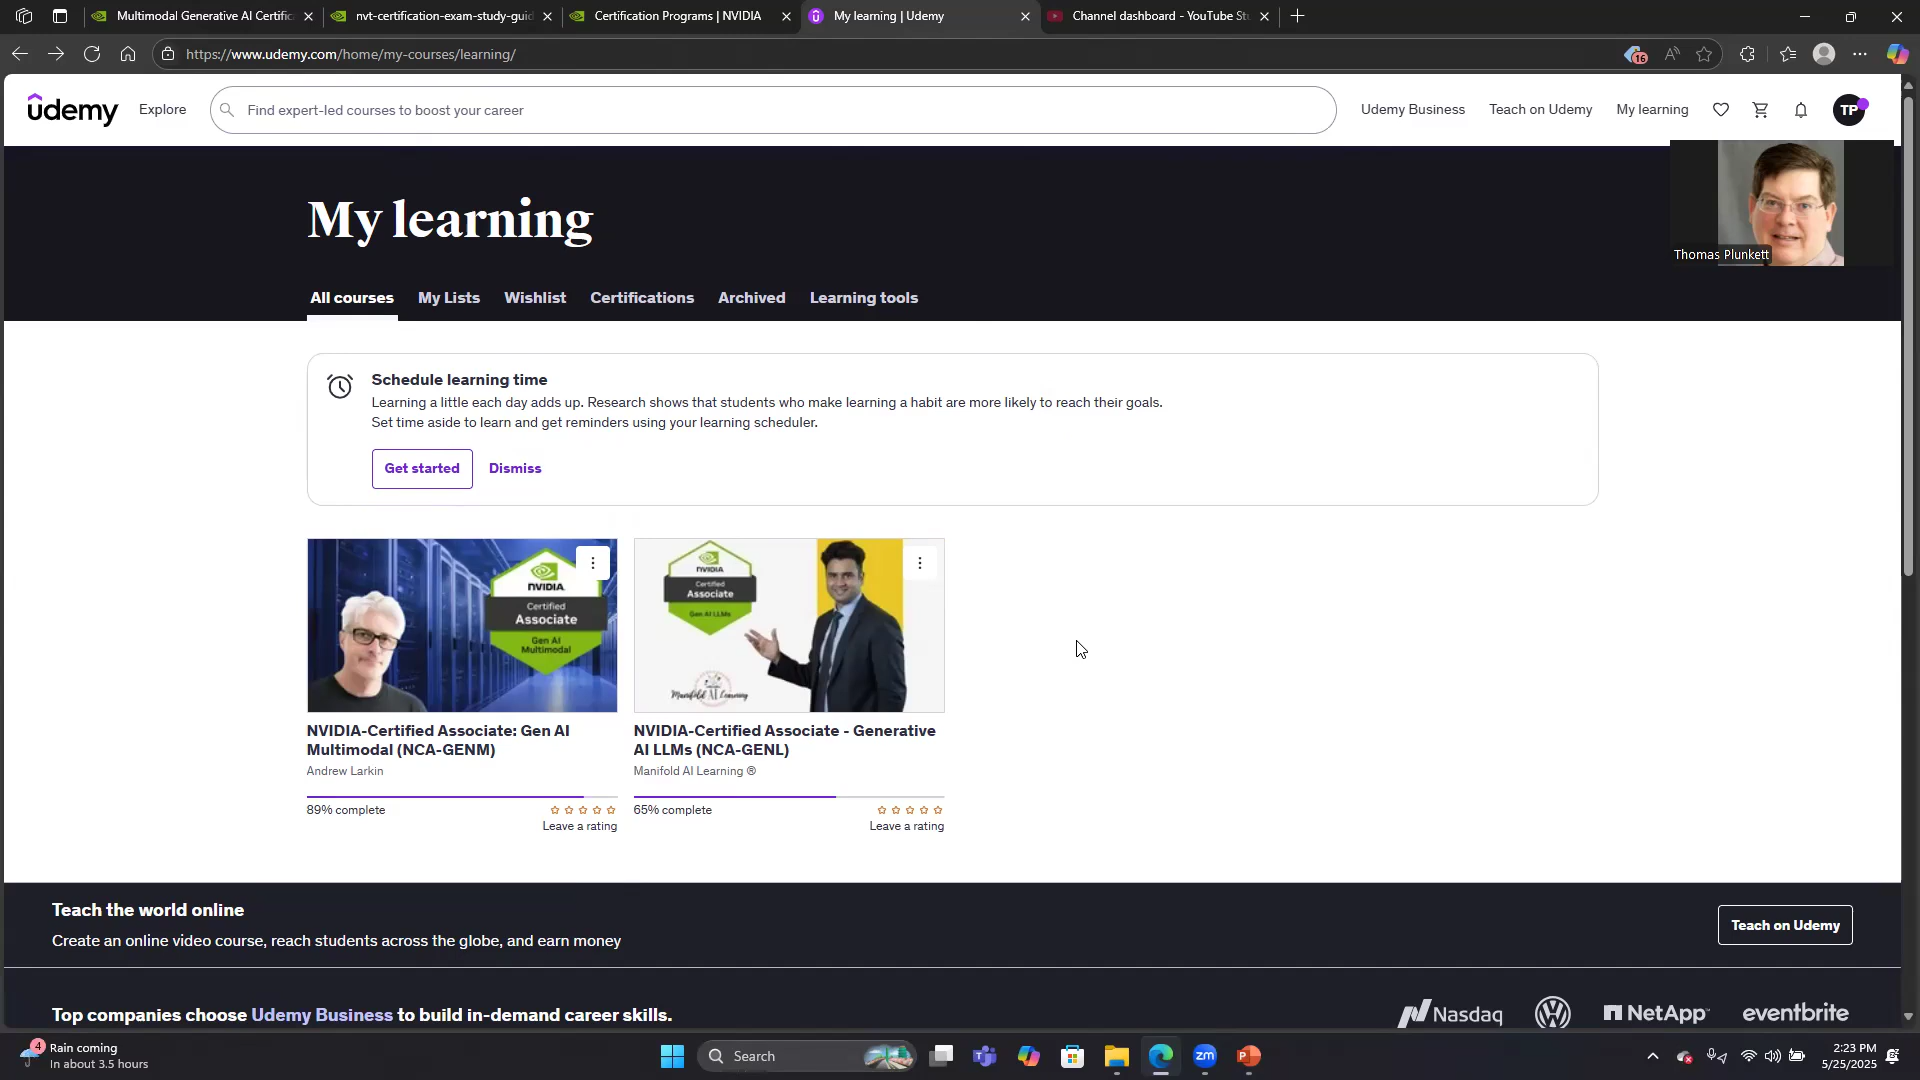 Multimodal Generative AI Certific
nvt-certification-exam-study-guid
Certification Programs | NVIDIA
My learning | Udemy
Channel dashboard - YouTube St
https://www.udemy.com/home/my-courses/learning/
16
udemy
Explore
Find expert-led courses to boost your career
Udemy Business
Teach on Udemy
My learning
TP
My learning
Thomas Plunkett
All courses
My Lists
Wishlist
Certifications
Archived
Learning tools
Schedule learning time
Learning a little each day adds up. Research shows that students who make learning a habit are more likely to reach their goals.
Set time aside to learn and get reminders using your learning scheduler.
Get started
Dismiss
NVIDIA
Certified
Associate
Gen AI
Multimodal
NVIDIA
Certified
Associate
Gen AI LLMs
Manifold AI Learning
NVIDIA-Certified Associate: Gen AI
Multimodal (NCA-GENM)
Andrew Larkin
89% complete
Leave a rating
NVIDIA-Certified Associate - Generative
AI LLMs (NCA-GENL)
Manifold AI Learning ®
65% complete
Leave a rating
Teach the world online
Create an online video course, reach students across the globe, and earn money
Teach on Udemy
Top companies choose Udemy Business to build in-demand career skills.
Nasdaq
NetApp
eventbrite
4
Rain coming
In about 3.5 hours
Search
zm
P
2:23 PM
5/25/2025